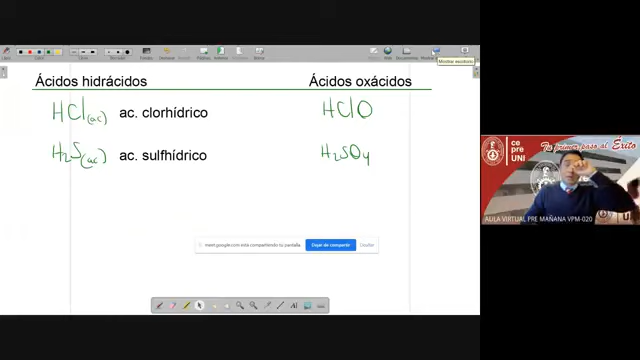 Mostrar escritorio
Ácidos hidrácidos
Ácidos oxácidos
HCl(ac) ac. clorhídrico
HClO
H₂S(ac) ac. sulfhídrico
H₂SO₄
meet.google.com está compartiendo tu pantalla.
Dejar de compartir
Ocultar
ce
pre
UNI
Tu primer paso al Éxito
AULA VIRTUAL PRE MAÑANA VPM-020